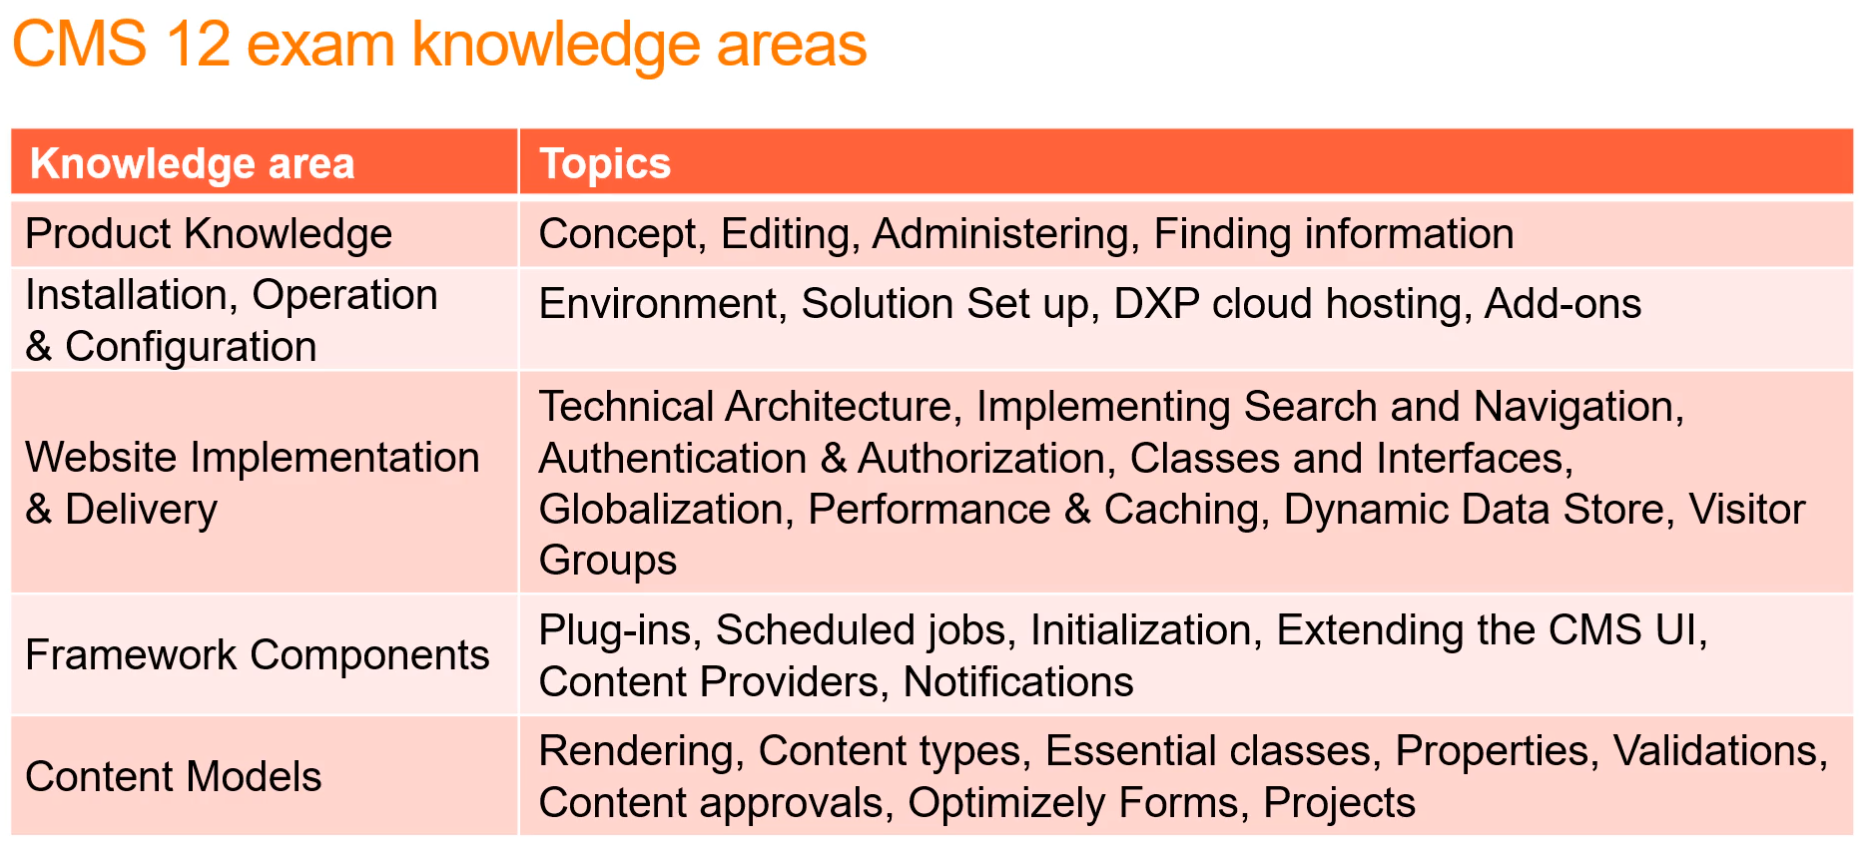 CMS 12 exam knowledge areas
Knowledge area
Topics
Product Knowledge
Concept, Editing, Administering, Finding information
Installation, Operation
& Configuration
Environment, Solution Set up, DXP cloud hosting, Add-ons
Website Implementation
& Delivery
Technical Architecture, Implementing Search and Navigation,
Authentication & Authorization, Classes and Interfaces,
Globalization, Performance & Caching, Dynamic Data Store, Visitor
Groups
Framework Components
Plug-ins, Scheduled jobs, Initialization, Extending the CMS UI,
Content Providers, Notifications
Content Models
Rendering, Content types, Essential classes, Properties, Validations,
Content approvals, Optimizely Forms, Projects